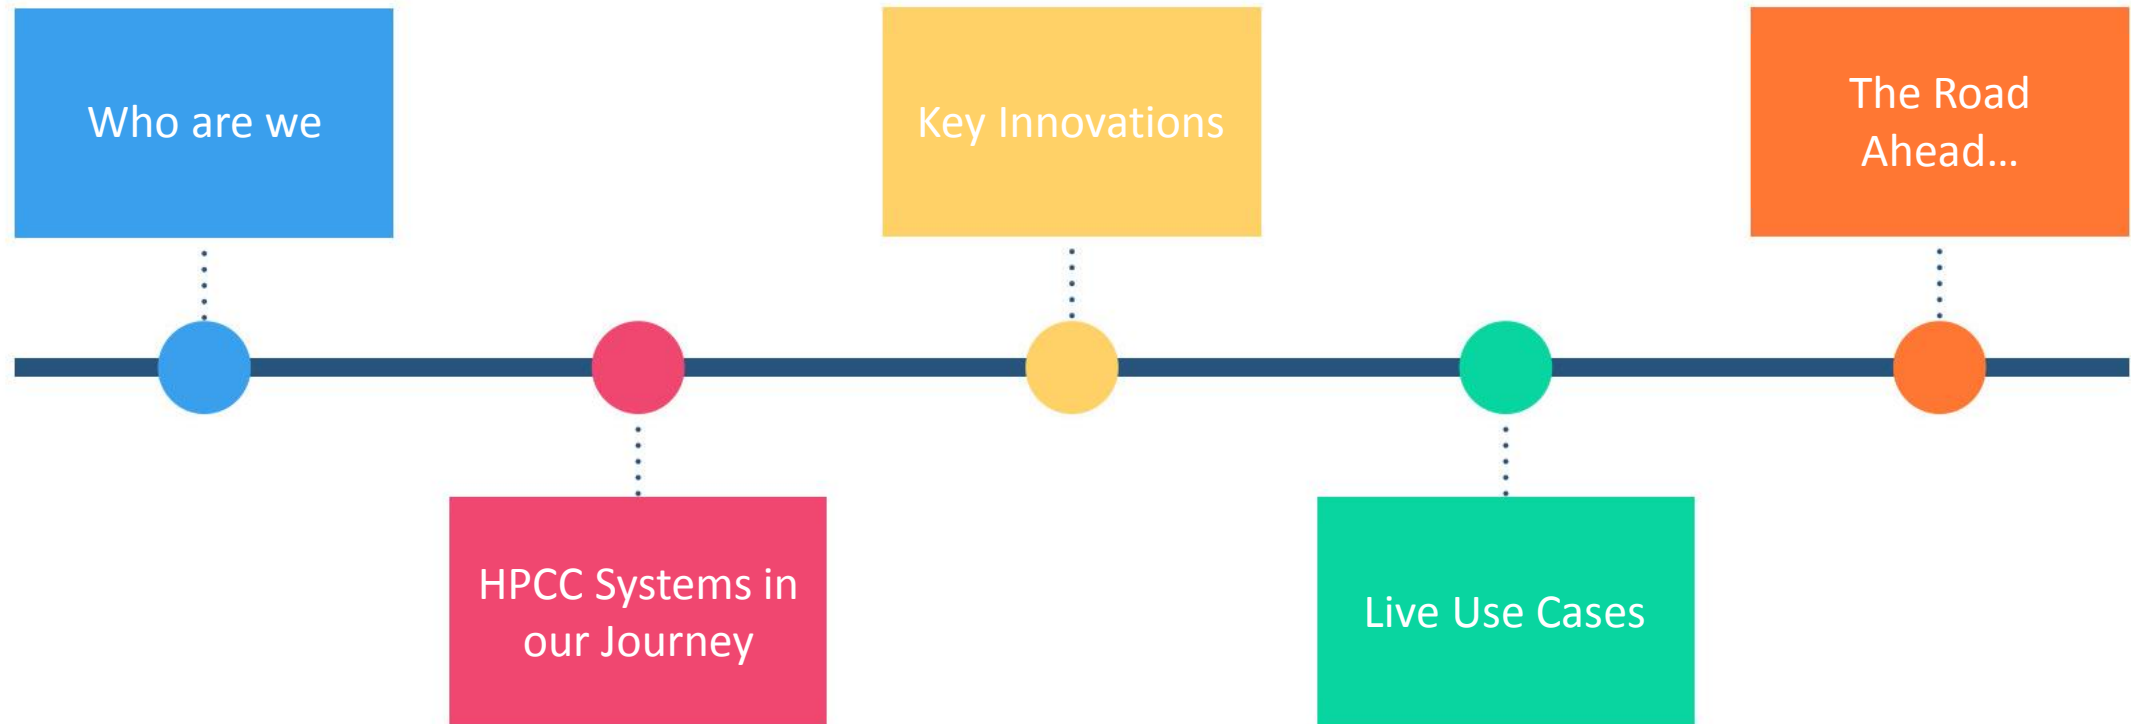 Who are we
HPCC Systems in
our Journey
Key Innovations
Live Use Cases
The Road
Ahead...